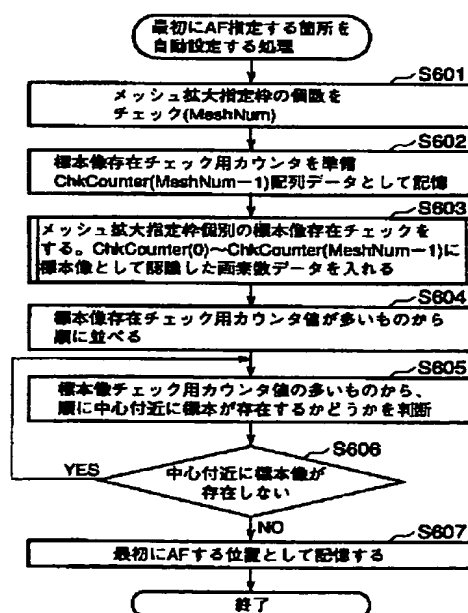 最初にAF指定する箇所を
自動設定する処理
S601
メッシュ拡大指定枠の個数を
チェック(MeshNum)
S602
標本像存在チェック用カウンタを準備
ChkCounter(MeshNum－1)配列データとして記憶
S603
メッシュ拡大指定枠個別の標本像存在チェックを
する。ChkCounter(0)～ChkCounter(MeshNum－1)に
標本像として認識した画素数データを入れる
S604
標本像存在チェック用カウンタ値が多いものから
順に並べる
S605
標本像チェック用カウンタ値の多いものから、
順に中心付近に標本が存在するかどうかを判断
S606
YES
中心付近に標本像が
存在しない
NO
S607
最初にAFする位置として記憶する
終了